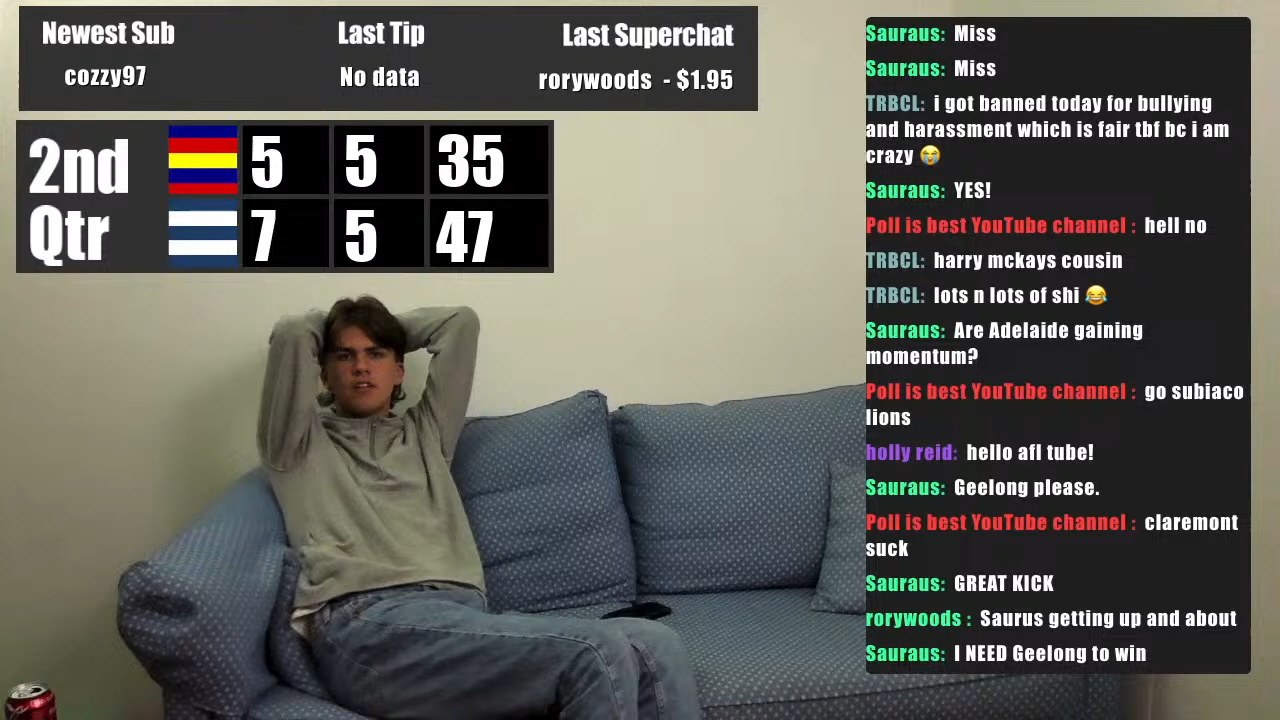 Newest Sub
cozzy97
Last Tip
No data
Last Superchat
rorywoods - $1.95
2nd
Qtr
5 5 35
7 5 47
Sauraus: Miss
Sauraus: Miss
TRBCL: i got banned today for bullying
and harassment which is fair tbf bc i am
crazy 😭
Sauraus: YES!
Poll is best YouTube channel : hell no
TRBCL: harry mckays cousin
TRBCL: lots n lots of shi 😂
Sauraus: Are Adelaide gaining
momentum?
Poll is best YouTube channel : go subiaco
lions
holly reid: hello afl tube!
Sauraus: Geelong please.
Poll is best YouTube channel : claremont
suck
Sauraus: GREAT KICK
rorywoods : Saurus getting up and about
Sauraus: I NEED Geelong to win